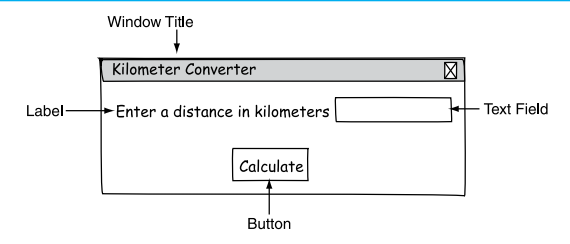 Window Title
Kilometer Converter
Label
Enter a distance in kilometers
Text Field
Calculate
Button